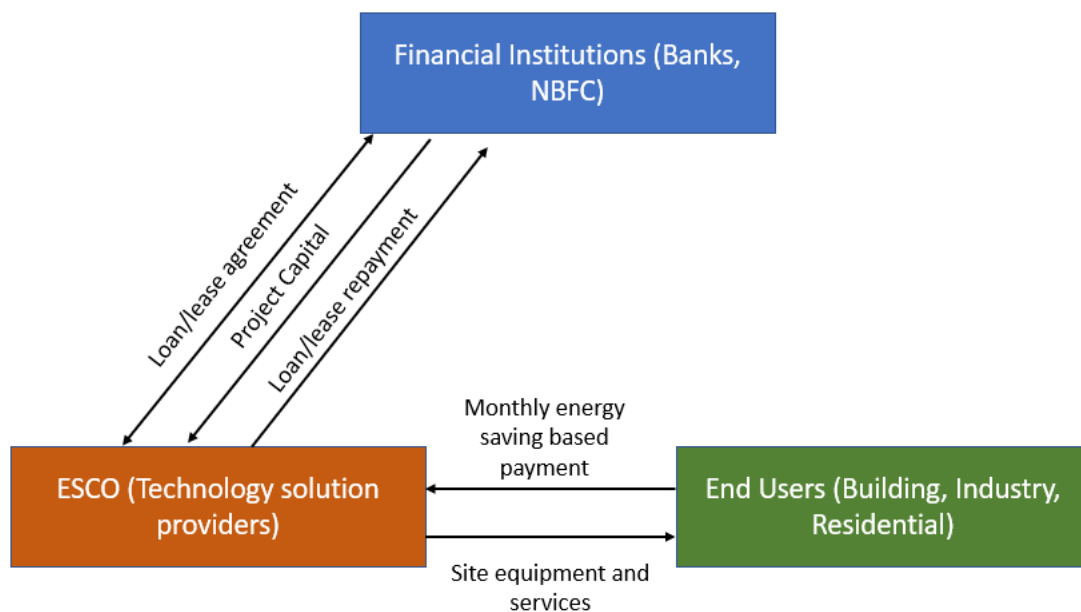 Financial Institutions (Banks,
NBFC)
Loan/lease agreement
Project Capital
Loan/lease repayment
Monthly energy
saving based
payment
ESCO (Technology solution
providers)
End Users (Building, Industry,
Residential)
Site equipment and
services